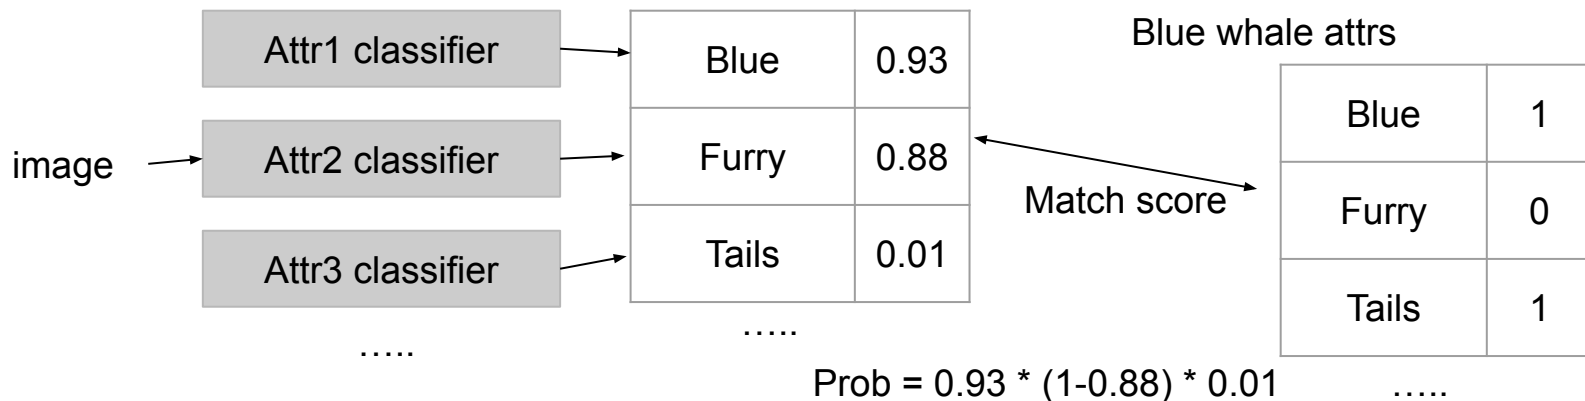 image
Attr1 classifier
Attr2 classifier
Attr3 classifier
…..
Blue 0.93
Furry 0.88
Tails 0.01
…..
Match score
Blue whale attrs
Blue 1
Furry 0
Tails 1
…..
Prob = 0.93 * (1-0.88) * 0.01